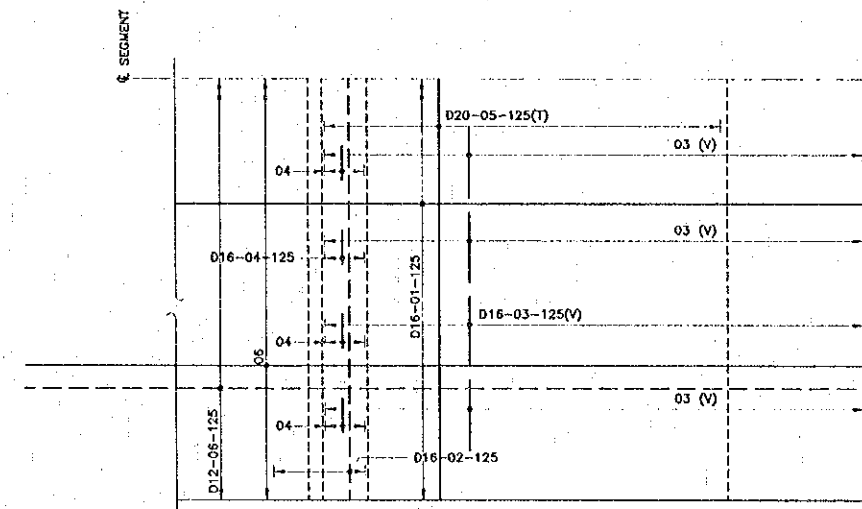 ℄ SEGMENT
D20-05-125(T)
03 (V)
04
03 (V)
D16-04-125
D16-01-125
D16-03-125(V)
04
06
03 (V)
04
D12-06-125
D16-02-125